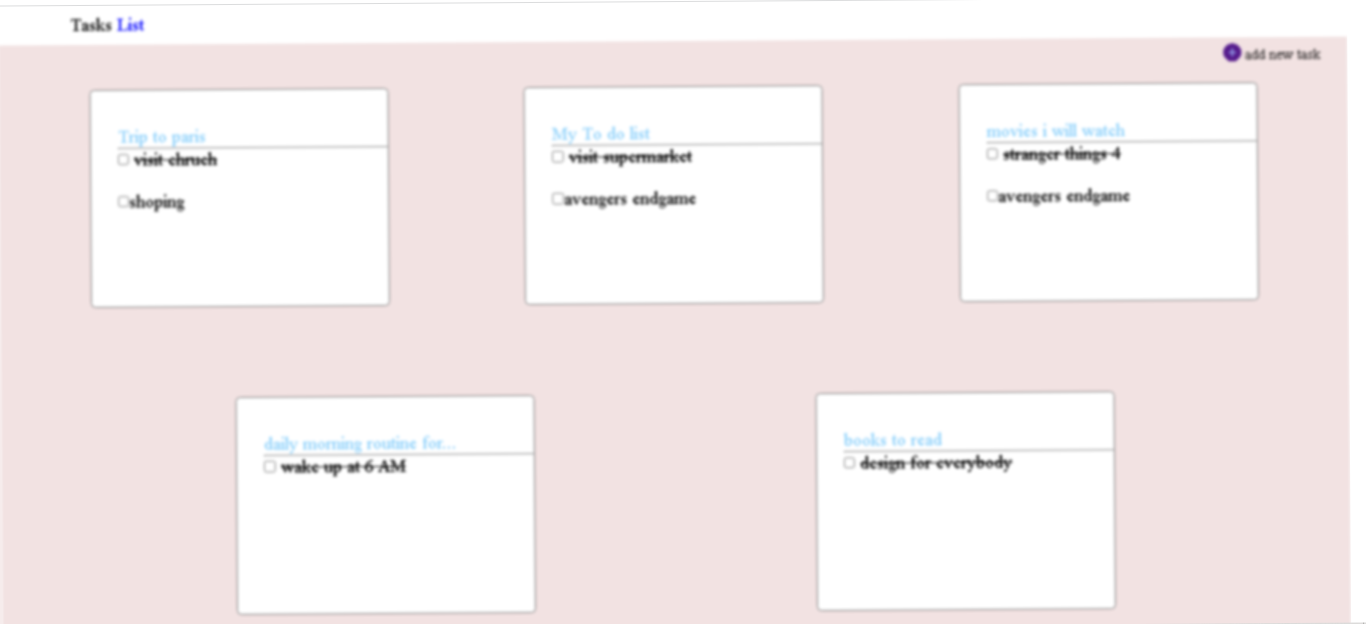 Tasks List
+ add new task
Trip to paris
visit chruch
shoping
My To do list
visit supermarket
avengers endgame
movies i will watch
stranger things 4
avengers endgame
daily morning routine for...
wake up at 6 AM
books to read
design for everybody